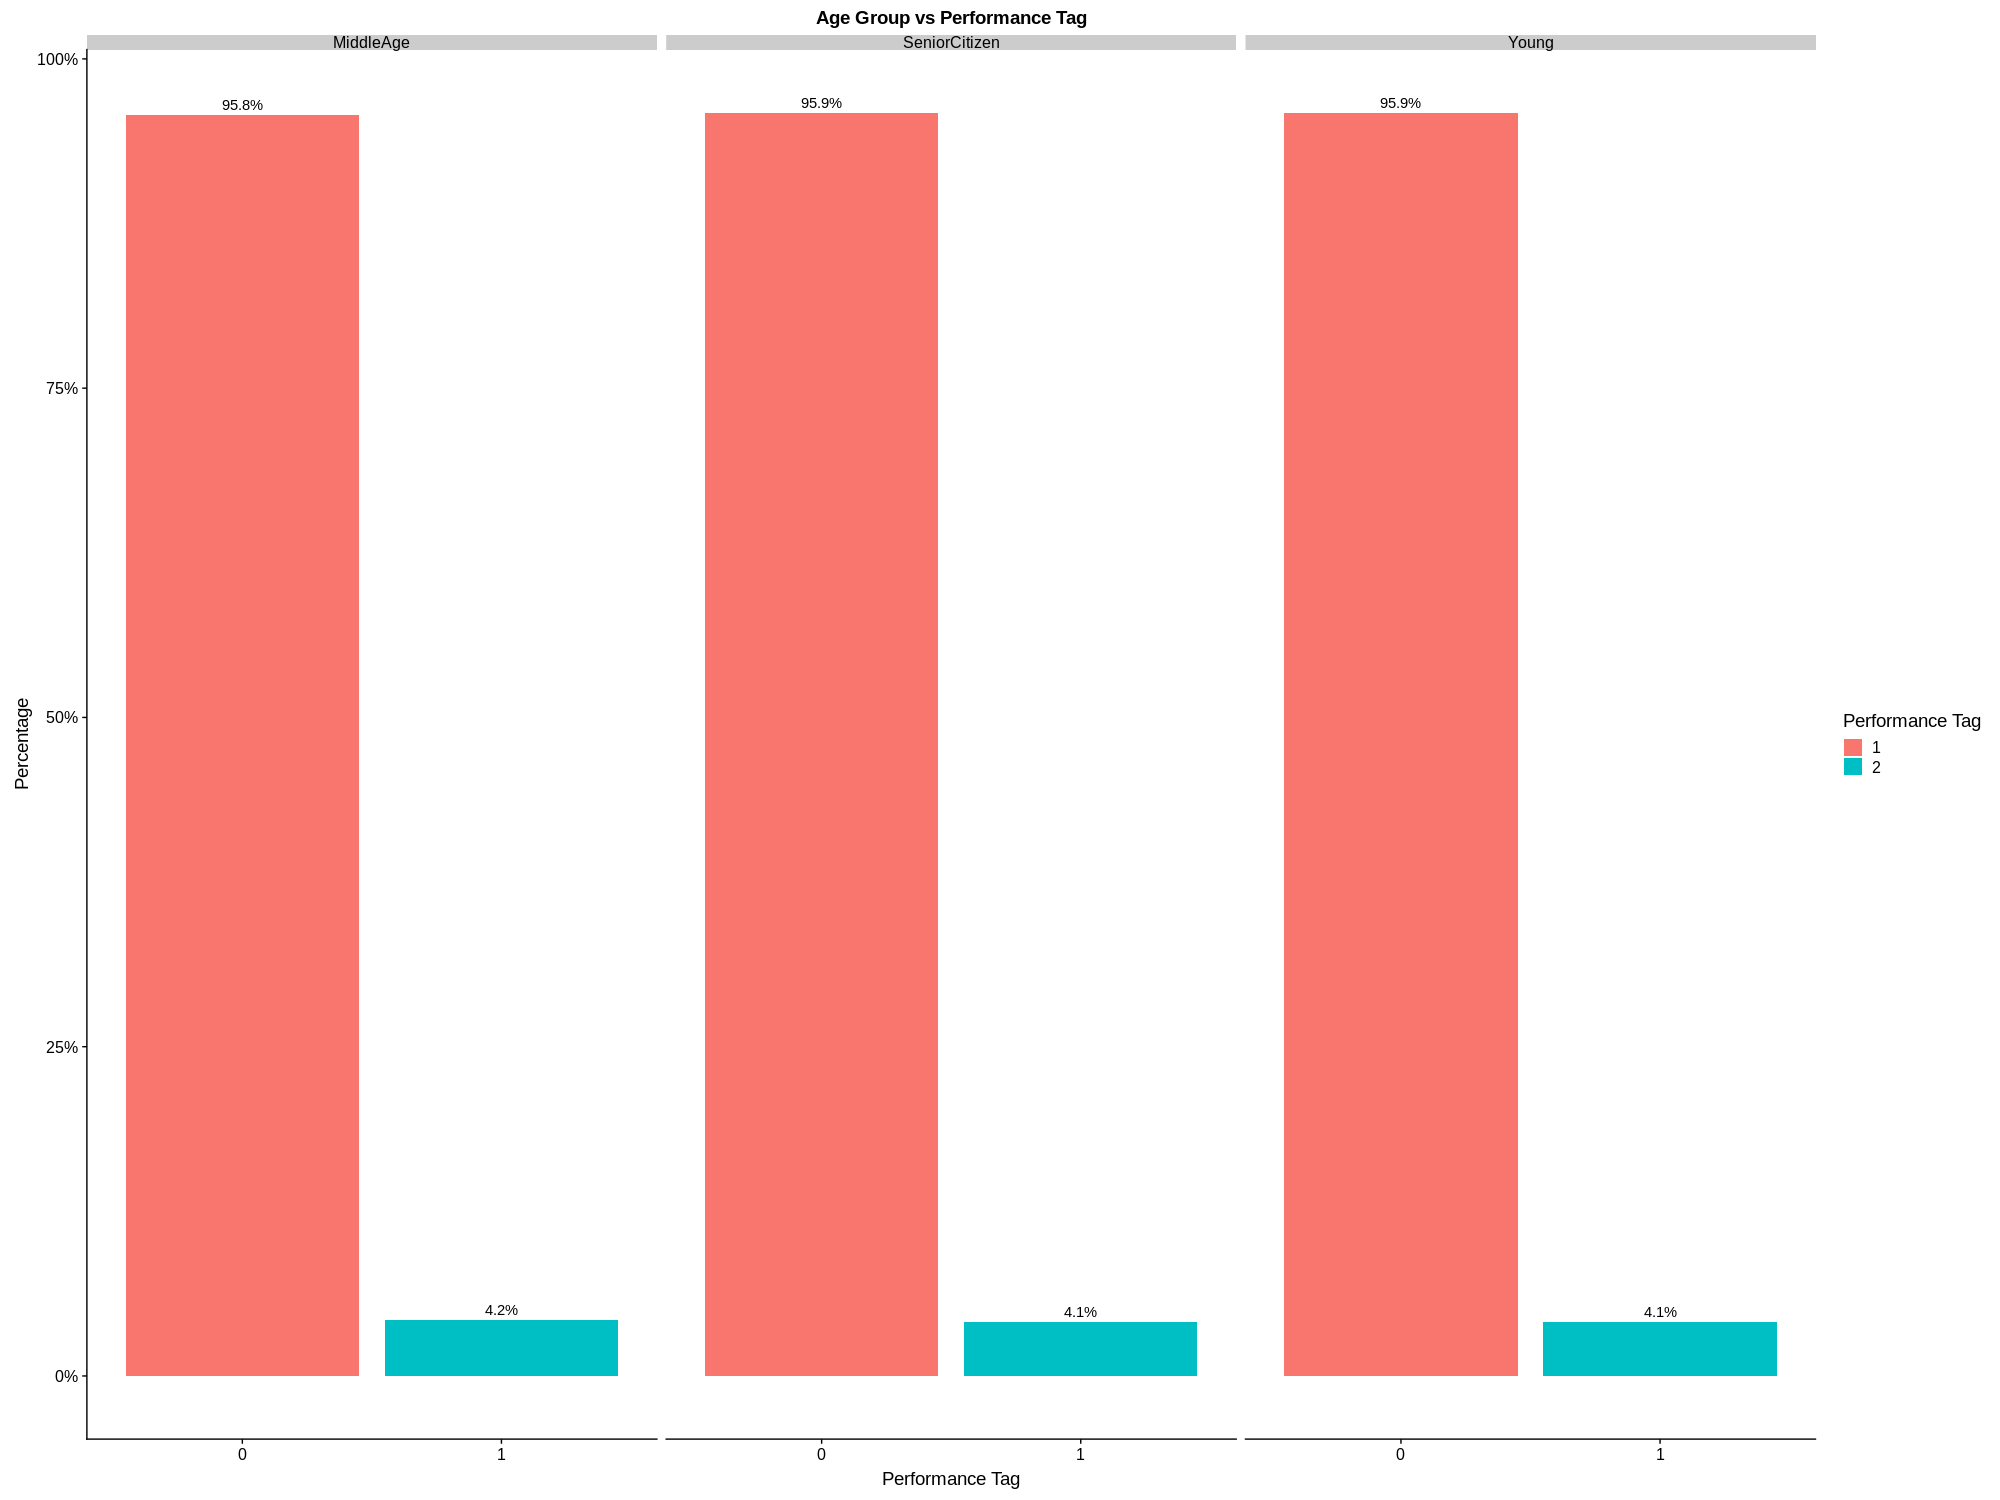 Age Group vs Performance Tag
MiddleAge
SeniorCitizen
Young
100%
75%
50%
25%
0%
Percentage
95.8%
4.2%
95.9%
4.1%
95.9%
4.1%
0
1
0
1
0
1
Performance Tag
Performance Tag
1
2